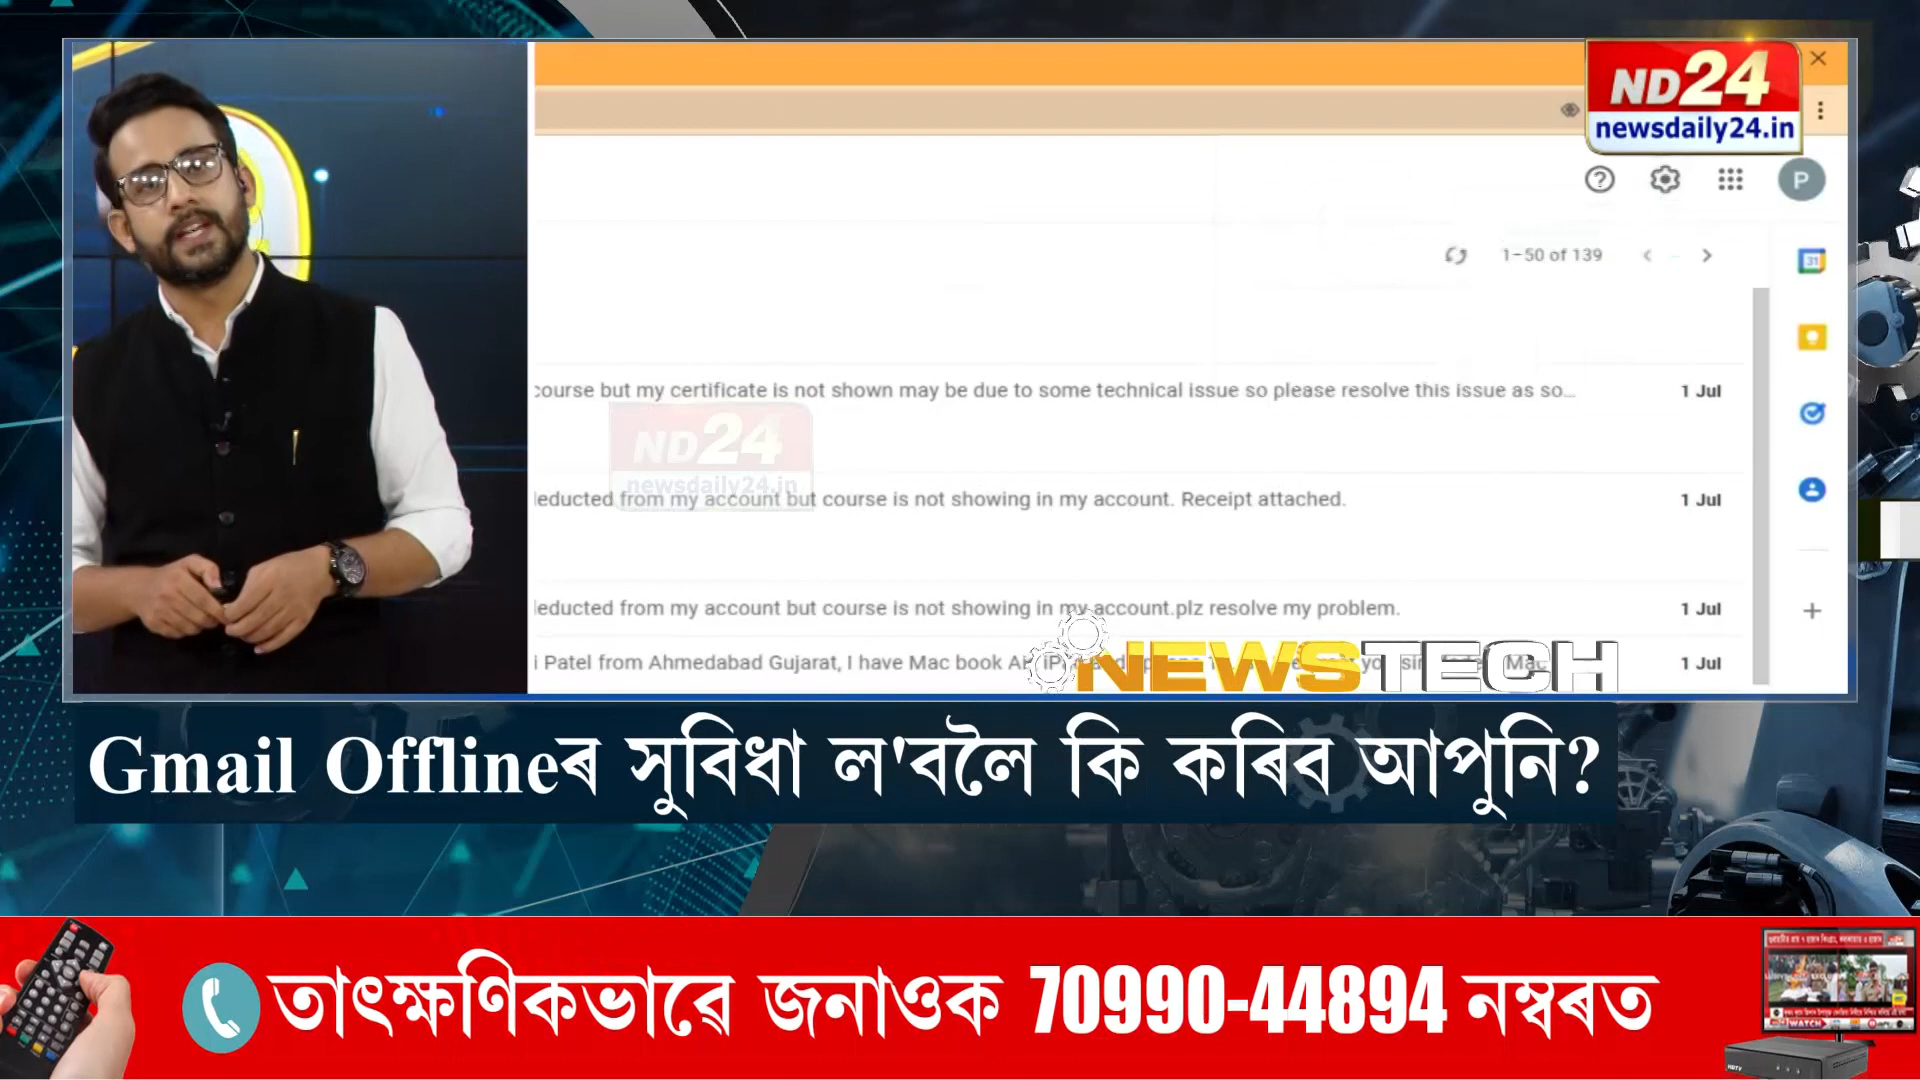 ND24
newsdaily24.in
P
1-50 of 139
31
course but my certificate is not shown may be due to some technical issue so please resolve this issue as so... 1 Jul
ND24
newsdaily24.in
deducted from my account but course is not showing in my account. Receipt attached. 1 Jul
deducted from my account but course is not showing in my account.plz resolve my problem. 1 Jul
i Patel from Ahmedabad Gujarat, I have Mac book 1 Jul
NEWSTECH
Gmail Offlineৰ সুবিধা ল'বলৈ কি কৰিব আপুনি?
তাৎক্ষণিকভাৱে জনাওক 70990-44894 নম্বৰত